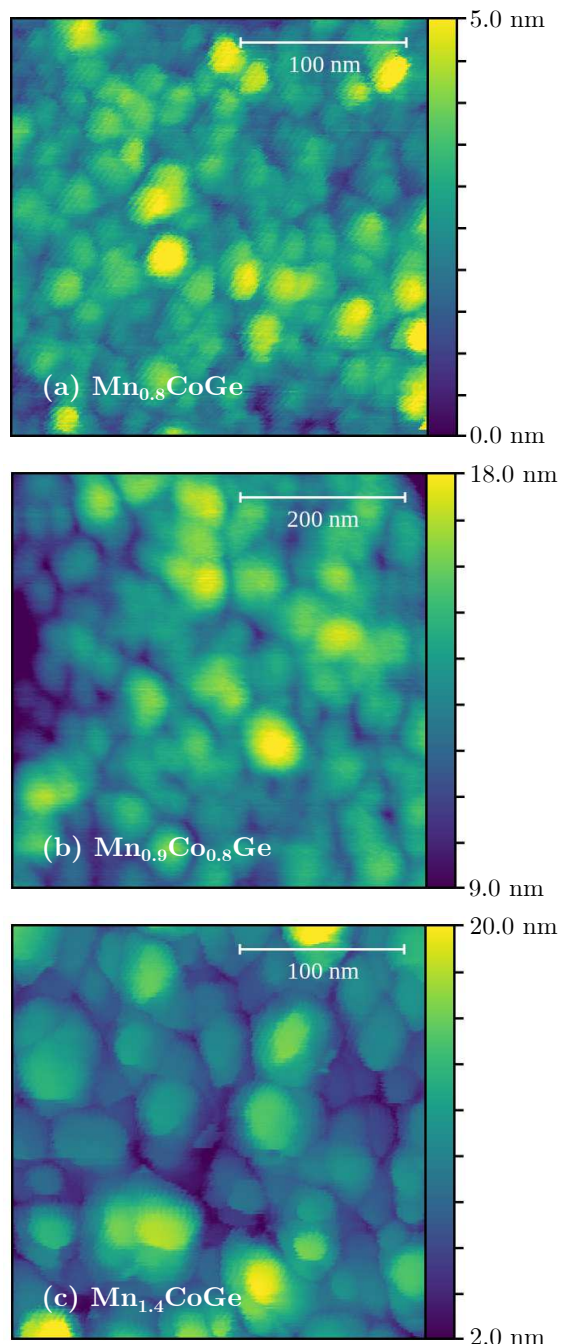 5.0 nm
100 nm
(a) Mn₀.₈CoGe
0.0 nm
18.0 nm
200 nm
(b) Mn₀.₉Co₀.₈Ge
9.0 nm
20.0 nm
100 nm
(c) Mn₁.₄CoGe
2.0 nm